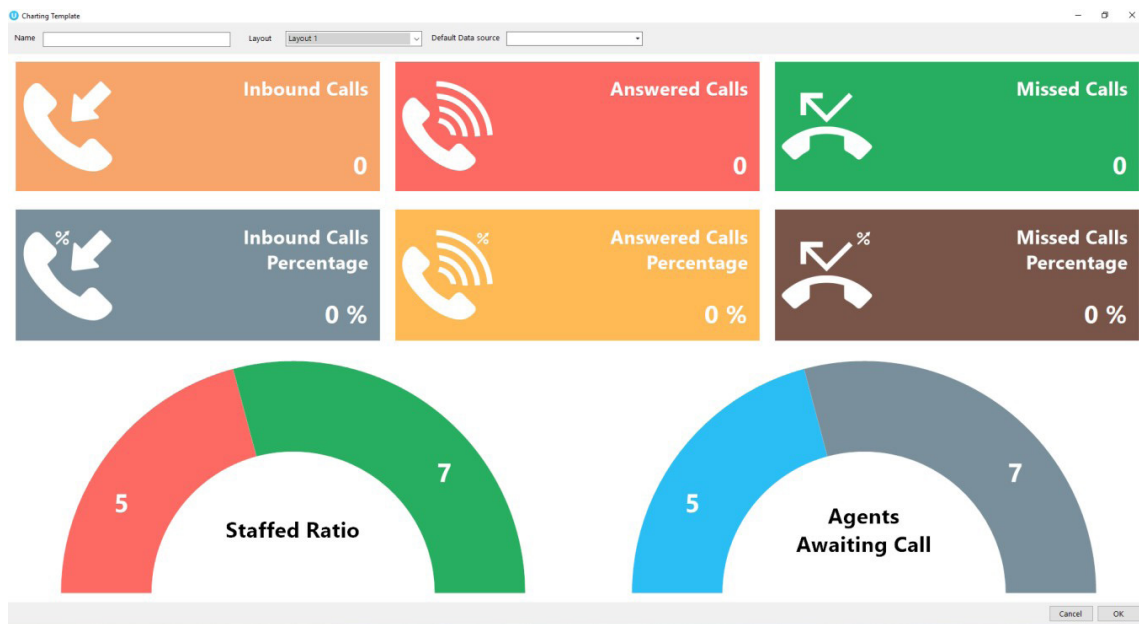 Charting Template
Name
Layout
Layout 1
Default Data source
Inbound Calls
0
Answered Calls
0
Missed Calls
0
Inbound Calls
Percentage
0 %
Answered Calls
Percentage
0 %
Missed Calls
Percentage
0 %
5
7
Staffed Ratio
5
7
Agents
Awaiting Call
Cancel
OK